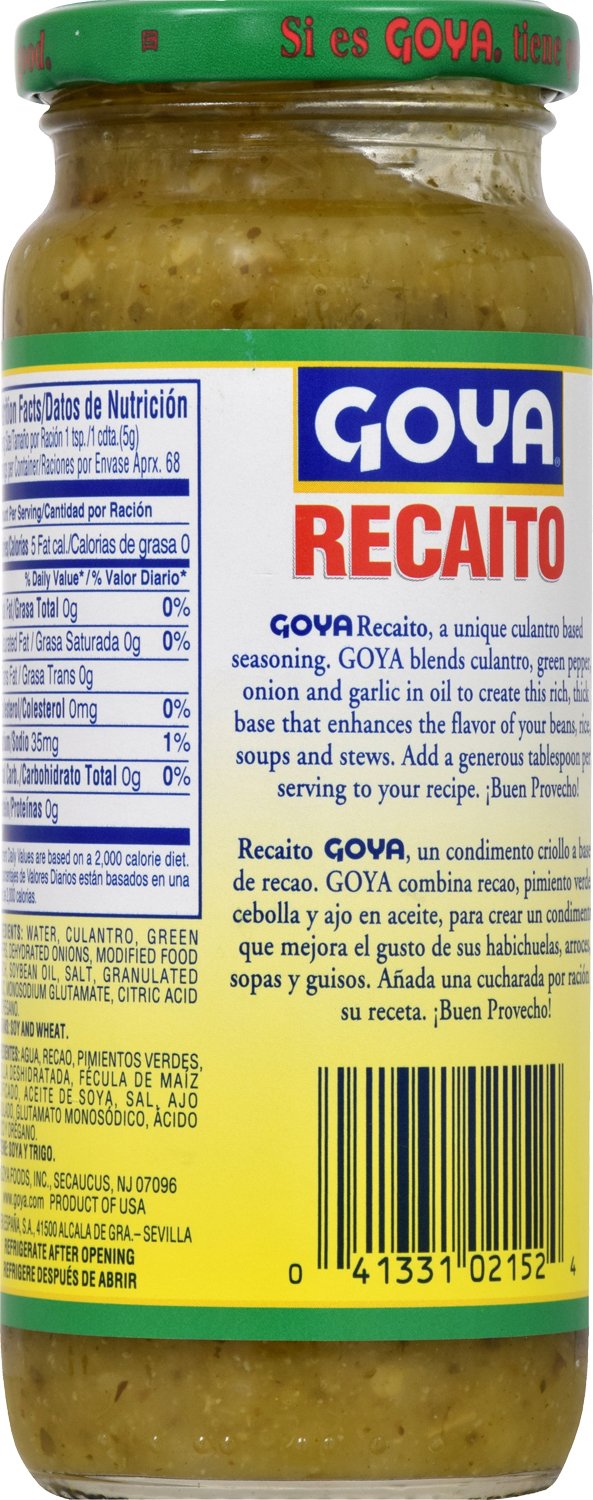 Si es GOYA. tiene
Facts/Datos de Nutrición
Tamaño por Ración 1 tsp./1 cdta.(5g)
per Container/Raciones por Envase Aprx. 68
Per Serving/Cantidad por Ración
Calorías 5 Fat cal./Calorías de grasa 0
% Daily Value*/% Valor Diario*
Fat/Grasa Total 0g 0%
Fat / Grasa Saturada 0g 0%
Fat / Grasa Trans 0g
/Colesterol 0mg 0%
/Sodio 35mg 1%
Carb./Carbohidrato Total 0g 0%
/Proteínas 0g
Daily Values are based on a 2,000 calorie diet.
de Valores Diarios están basados en una
calorías.
WATER, CULANTRO, GREEN
DEHYDRATED ONIONS, MODIFIED FOOD
SOYBEAN OIL, SALT, GRANULATED
MONOSODIUM GLUTAMATE, CITRIC ACID
SOY AND WHEAT.
AGUA, RECAO, PIMIENTOS VERDES,
DESHIDRATADA, FÉCULA DE MAÍZ
ACEITE DE SOYA, SAL, AJO
GLUTAMATO MONOSÓDICO, ÁCIDO
Y ORÉGANO.
SOYA Y TRIGO.
GOYA FOODS, INC., SECAUCUS, NJ 07096
www.goya.com PRODUCT OF USA
ESPAÑA, S.A., 41500 ALCALA DE GRA.– SEVILLA
REFRIGERATE AFTER OPENING
REFRIGERE DESPUÉS DE ABRIR
GOYA®
RECAITO
GOYA Recaito, a unique culantro based
seasoning. GOYA blends culantro, green pepper,
onion and garlic in oil to create this rich, thick
base that enhances the flavor of your beans, rice,
soups and stews. Add a generous tablespoon per
serving to your recipe. ¡Buen Provecho!
Recaito GOYA, un condimento criollo a base
de recao. GOYA combina recao, pimiento verde
cebolla y ajo en aceite, para crear un condimento
que mejora el gusto de sus habichuelas, arroces,
sopas y guisos. Añada una cucharada por ración
su receta. ¡Buen Provecho!
0 41331 02152 4